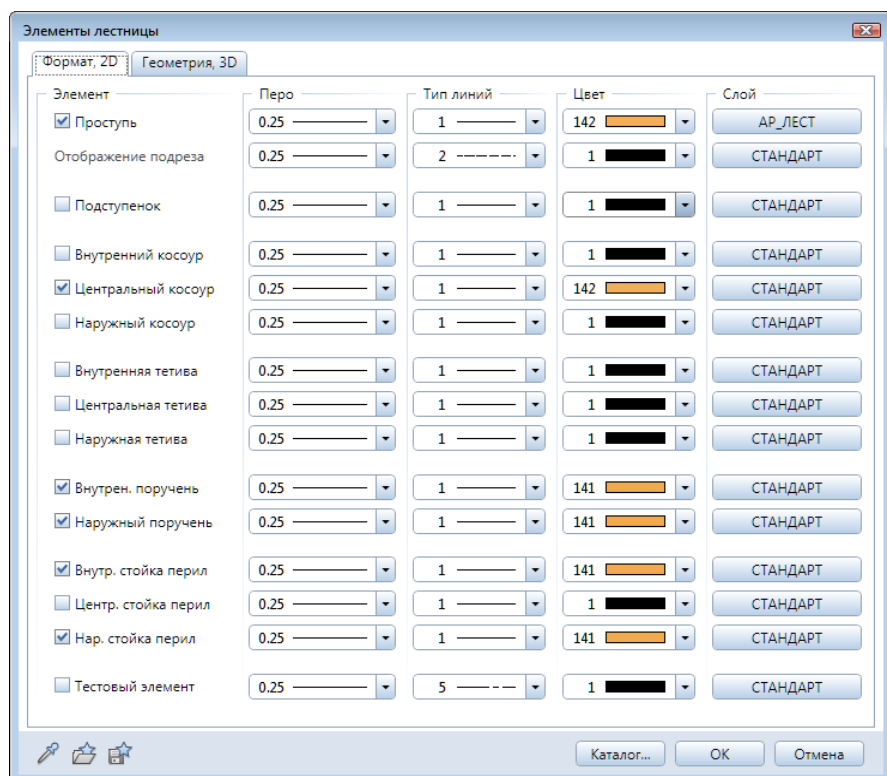 Элементы лестницы
Формат, 2D Геометрия, 3D
Элемент Перо Тип линий Цвет Слой
Проступь 0.25 1 142 АР_ЛЕСТ
Отображение подреза 0.25 2 1 СТАНДАРТ
Подступенок 0.25 1 1 СТАНДАРТ
Внутренний косоур 0.25 1 1 СТАНДАРТ
Центральный косоур 0.25 1 142 СТАНДАРТ
Наружный косоур 0.25 1 1 СТАНДАРТ
Внутренняя тетива 0.25 1 1 СТАНДАРТ
Центральная тетива 0.25 1 1 СТАНДАРТ
Наружная тетива 0.25 1 1 СТАНДАРТ
Внутрен. поручень 0.25 1 141 СТАНДАРТ
Наружный поручень 0.25 1 141 СТАНДАРТ
Внутр. стойка перил 0.25 1 141 СТАНДАРТ
Центр. стойка перил 0.25 1 1 СТАНДАРТ
Нар. стойка перил 0.25 1 141 СТАНДАРТ
Тестовый элемент 0.25 5 1 СТАНДАРТ
Каталог... ОК Отмена